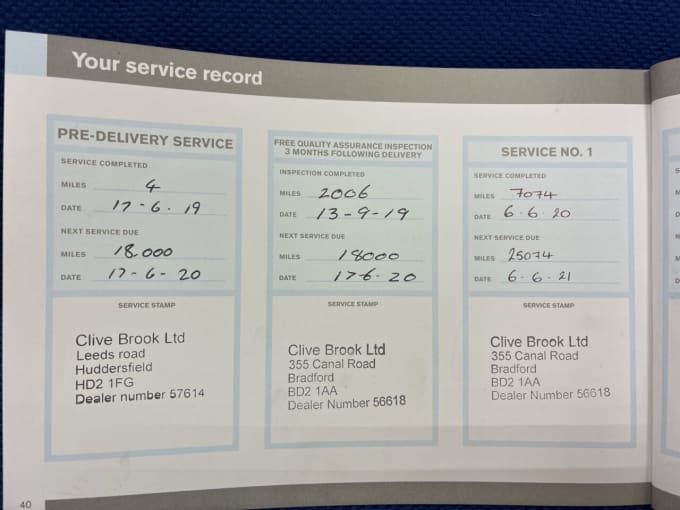 Your service record
PRE-DELIVERY SERVICE
SERVICE COMPLETED
MILES 4
DATE 17-6.19
NEXT SERVICE DUE
MILES 18.000
DATE 17-6-20
SERVICE STAMP
Clive Brook Ltd
Leeds road
Huddersfield
HD2 1FG
Dealer number 57614
FREE QUALITY ASSURANCE INSPECTION
3 MONTHS FOLLOWING DELIVERY
INSPECTION COMPLETED
MILES 2006
DATE 13-9-19
NEXT SERVICE DUE
MILES 18000
DATE 17-6-20
SERVICE STAMP
Clive Brook Ltd
355 Canal Road
Bradford
BD2 1AA
Dealer Number 56618
SERVICE NO. 1
SERVICE COMPLETED
MILES 7074
DATE 6.6.20
NEXT SERVICE DUE
MILES 25074
DATE 6.6.21
SERVICE STAMP
Clive Brook Ltd
355 Canal Road
Bradford
BD2 1AA
Dealer Number 56618
40